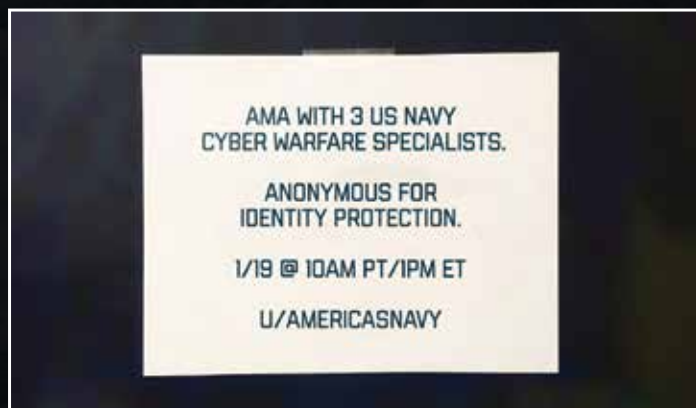 AMA WITH 3 US NAVY
CYBER WARFARE SPECIALISTS.
ANONYMOUS FOR
IDENTITY PROTECTION.
1/19 @ 10AM PT/1PM ET
U/AMERICASNAVY